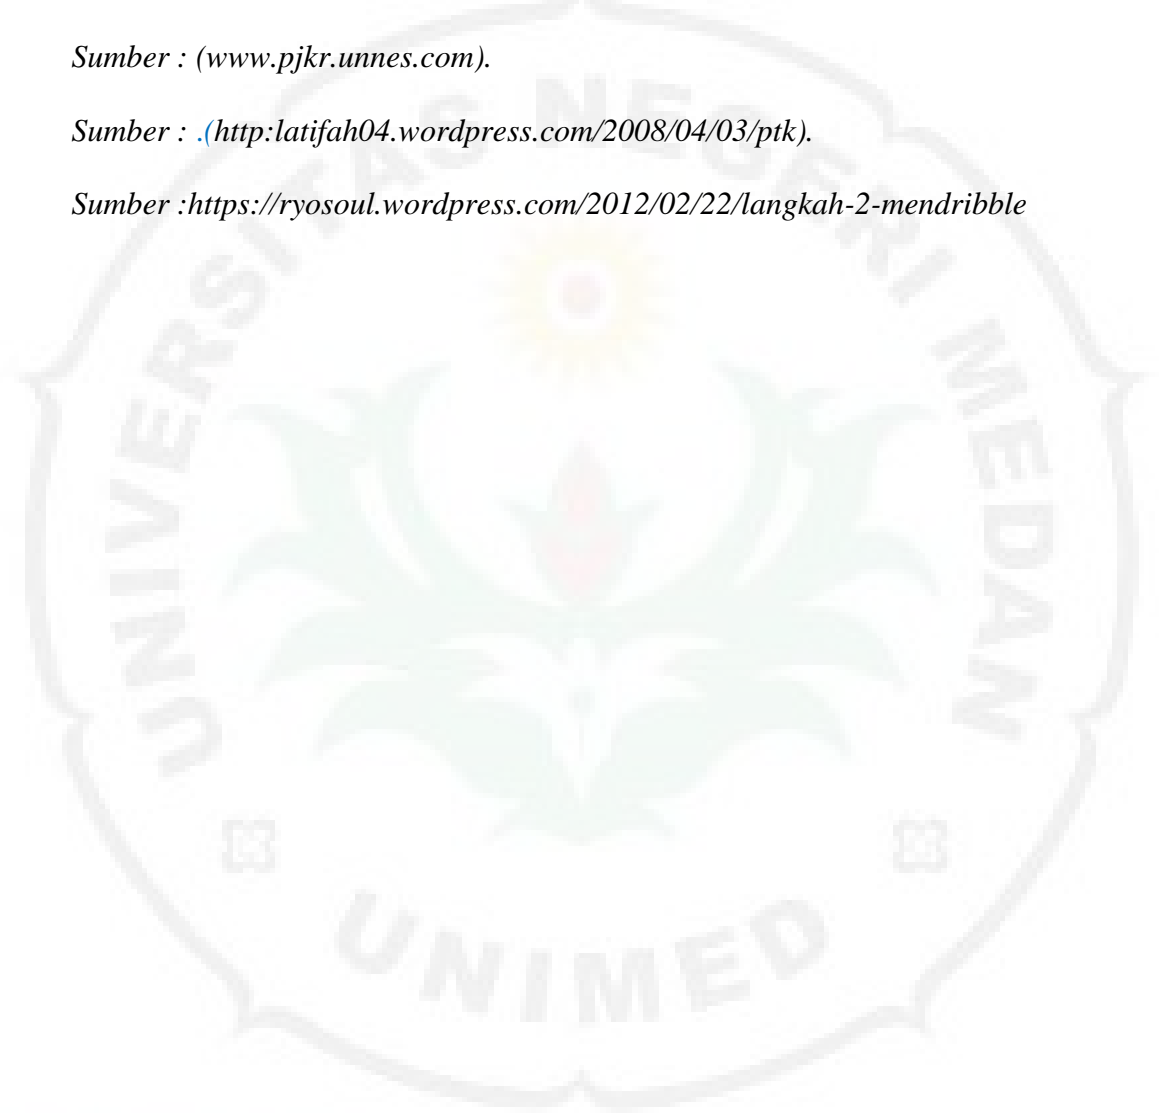 Sumber : (www.pjkr.unnes.com).
Sumber : .(http:latifah04.wordpress.com/2008/04/03/ptk).
Sumber :https://ryosoul.wordpress.com/2012/02/22/langkah-2-mendribble
UNIVERSITAS NEGERI MEDAN
UNIMED